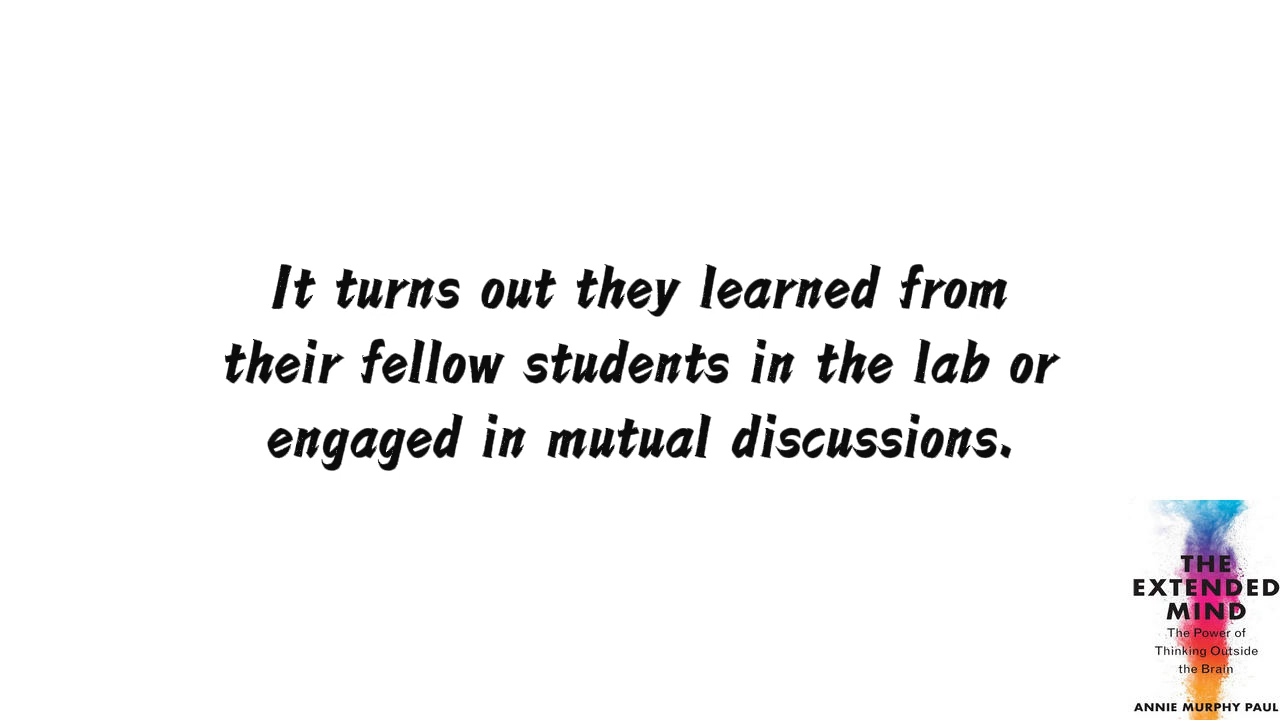 It turns out they learned from
their fellow students in the lab or
engaged in mutual discussions.
THE
EXTENDED
MIND
The Power of
Thinking Outside
the Brain
ANNIE MURPHY PAUL